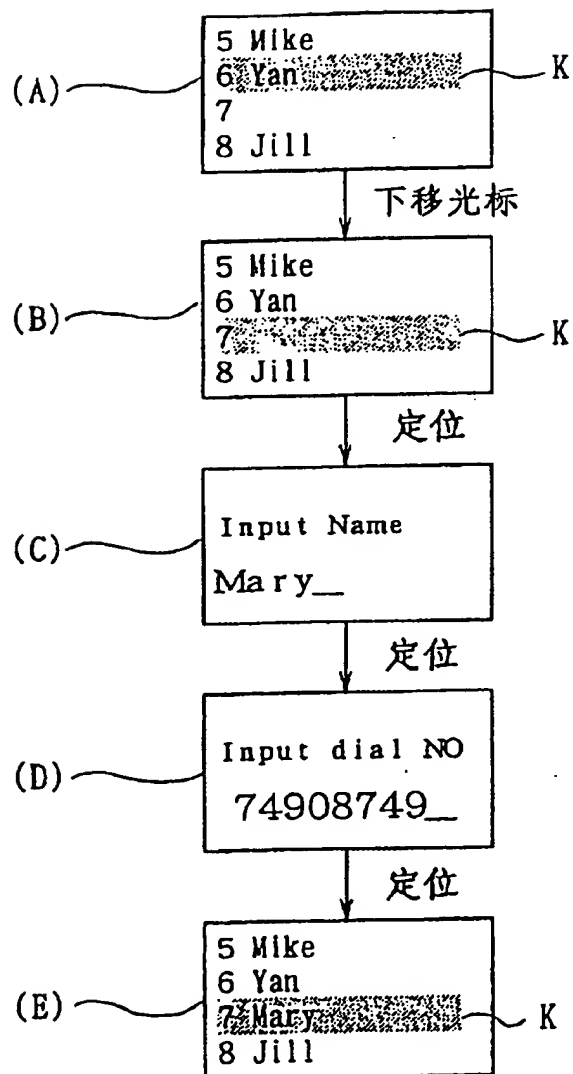 5 Mike
(A) 6 Yan K
7
8 Jill
下移光标
5 Mike
(B) 6 Yan
7 K
8 Jill
定位
(C) Input Name
Mary_
定位
(D) Input dial NO
74908749_
定位
5 Mike
6 Yan
(E) 7 Mary K
8 Jill